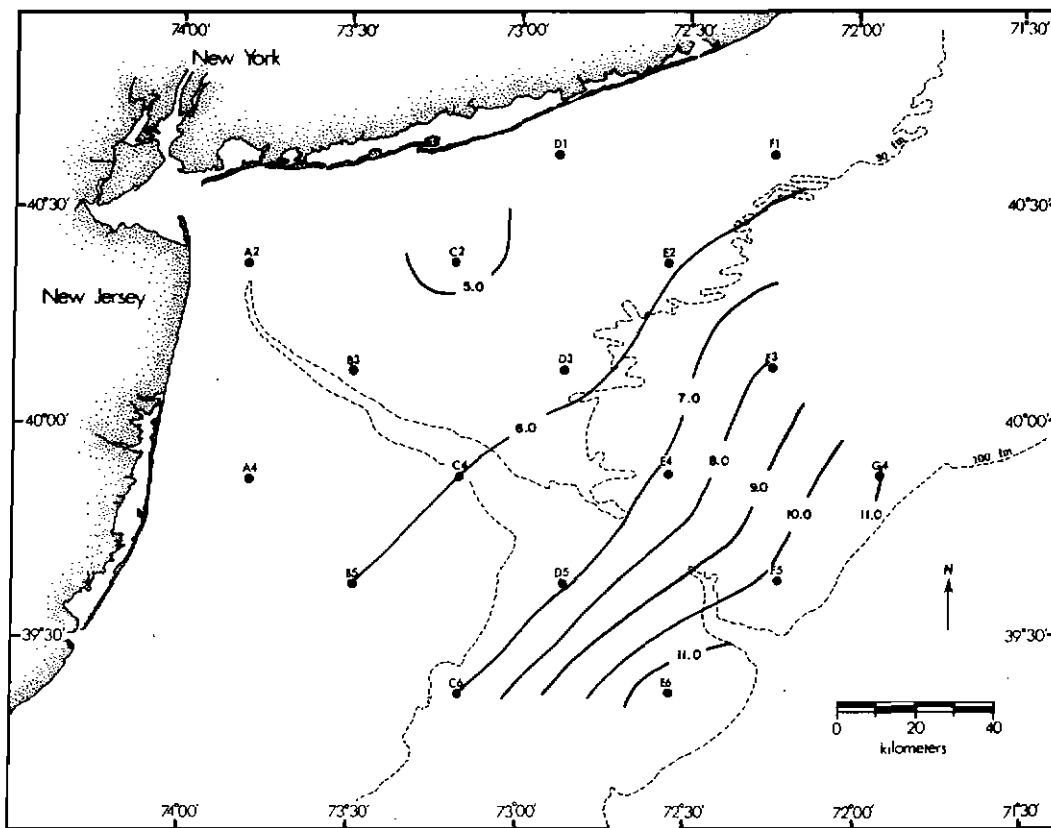 74°00' 73°30' 73°00' 72°30' 72°00' 71°30'
New York
D1 F1
30 fm
40°30' 40°30'
A2 C2 E2
5.0
New Jersey
B3 D3 F3
7.0
40°00' 6.0 40°00'
100 fm
8.0
A4 C4 E4 G4
9.0
10.0 11.0
B5 D5 F5
N
39°30' 39°30'
11.0
C6 E6
0 20 40
kilometers
74°00' 73°30' 73°00' 72°30' 72°00' 71°30'